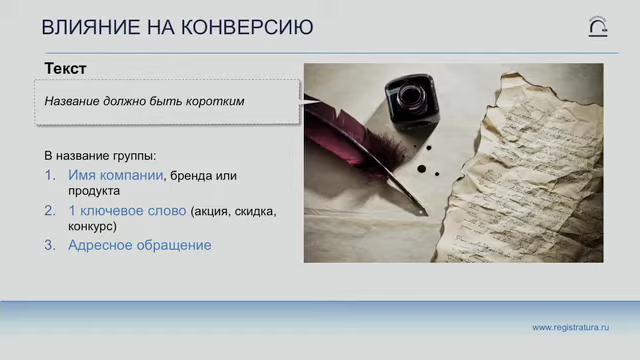 ВЛИЯНИЕ НА КОНВЕРСИЮ
Текст
Название должно быть коротким
В название группы:
1. Имя компании, бренда или
продукта
2. 1 ключевое слово (акция, скидка,
конкурс)
3. Адресное обращение
www.registratura.ru